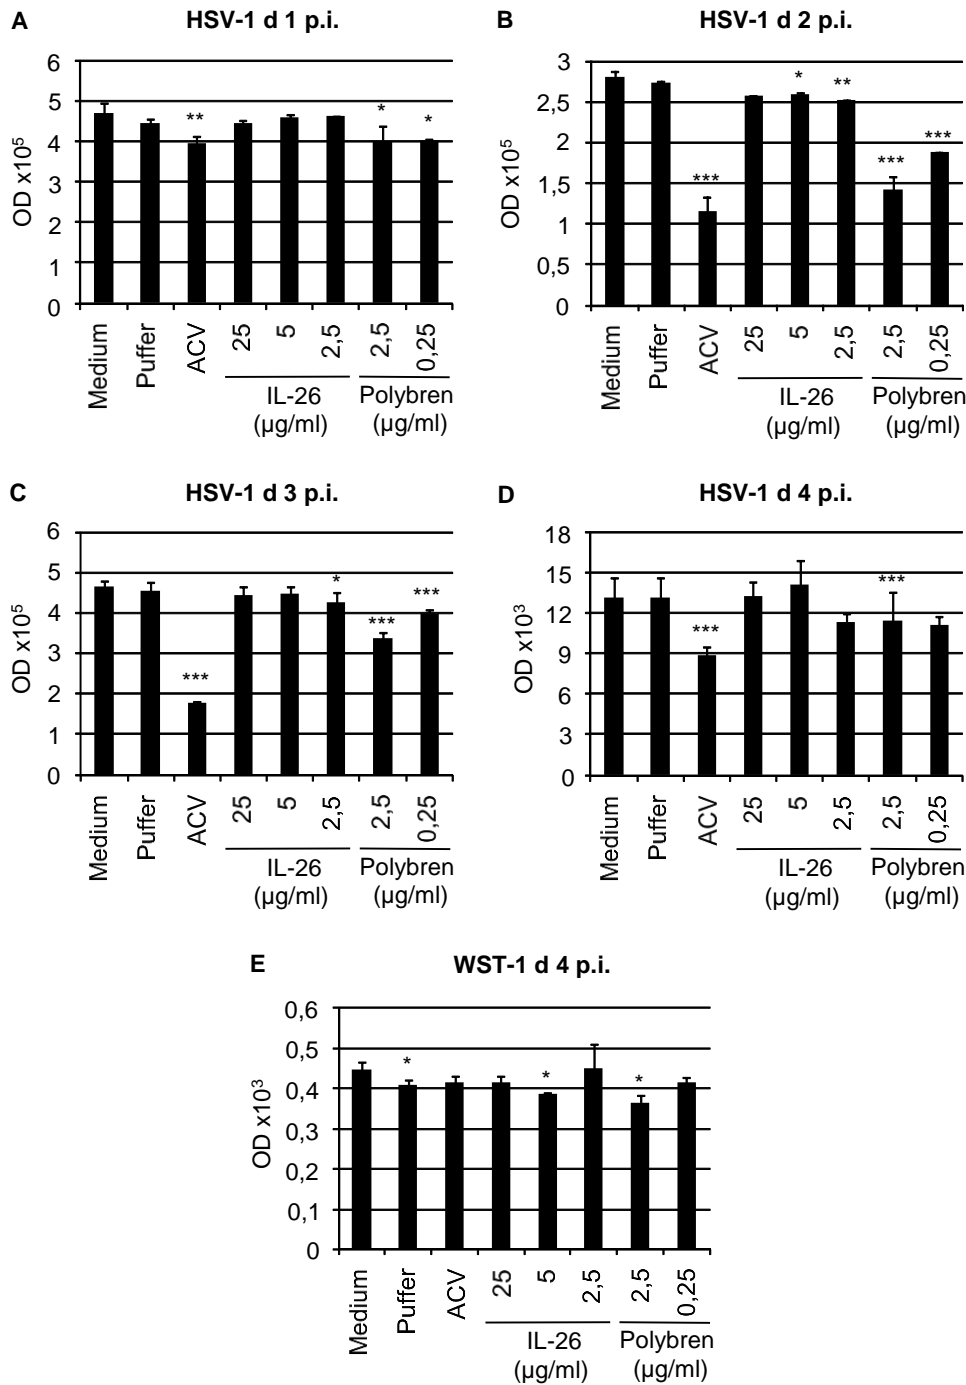 A HSV-1 d 1 p.i.
6
5
4
3
2
1
0
OD x10⁵
** * *
Medium Puffer ACV 25 5 2,5 2,5 0,25
IL-26 Polybren
(µg/ml) (µg/ml)
B HSV-1 d 2 p.i.
3
2,5
2
1,5
1
0,5
0
OD x10⁵
*** * ** *** ***
Medium Puffer ACV 25 5 2,5 2,5 0,25
IL-26 Polybren
(µg/ml) (µg/ml)
C HSV-1 d 3 p.i.
6
5
4
3
2
1
0
OD x10⁵
*** * *** ***
Medium Puffer ACV 25 5 2,5 2,5 0,25
IL-26 Polybren
(µg/ml) (µg/ml)
D HSV-1 d 4 p.i.
18
15
12
9
6
3
0
OD x10³
*** ***
Medium Puffer ACV 25 5 2,5 2,5 0,25
IL-26 Polybren
(µg/ml) (µg/ml)
E WST-1 d 4 p.i.
0,6
0,5
0,4
0,3
0,2
0,1
0
OD x10³
* * *
Medium Puffer ACV 25 5 2,5 2,5 0,25
IL-26 Polybren
(µg/ml) (µg/ml)